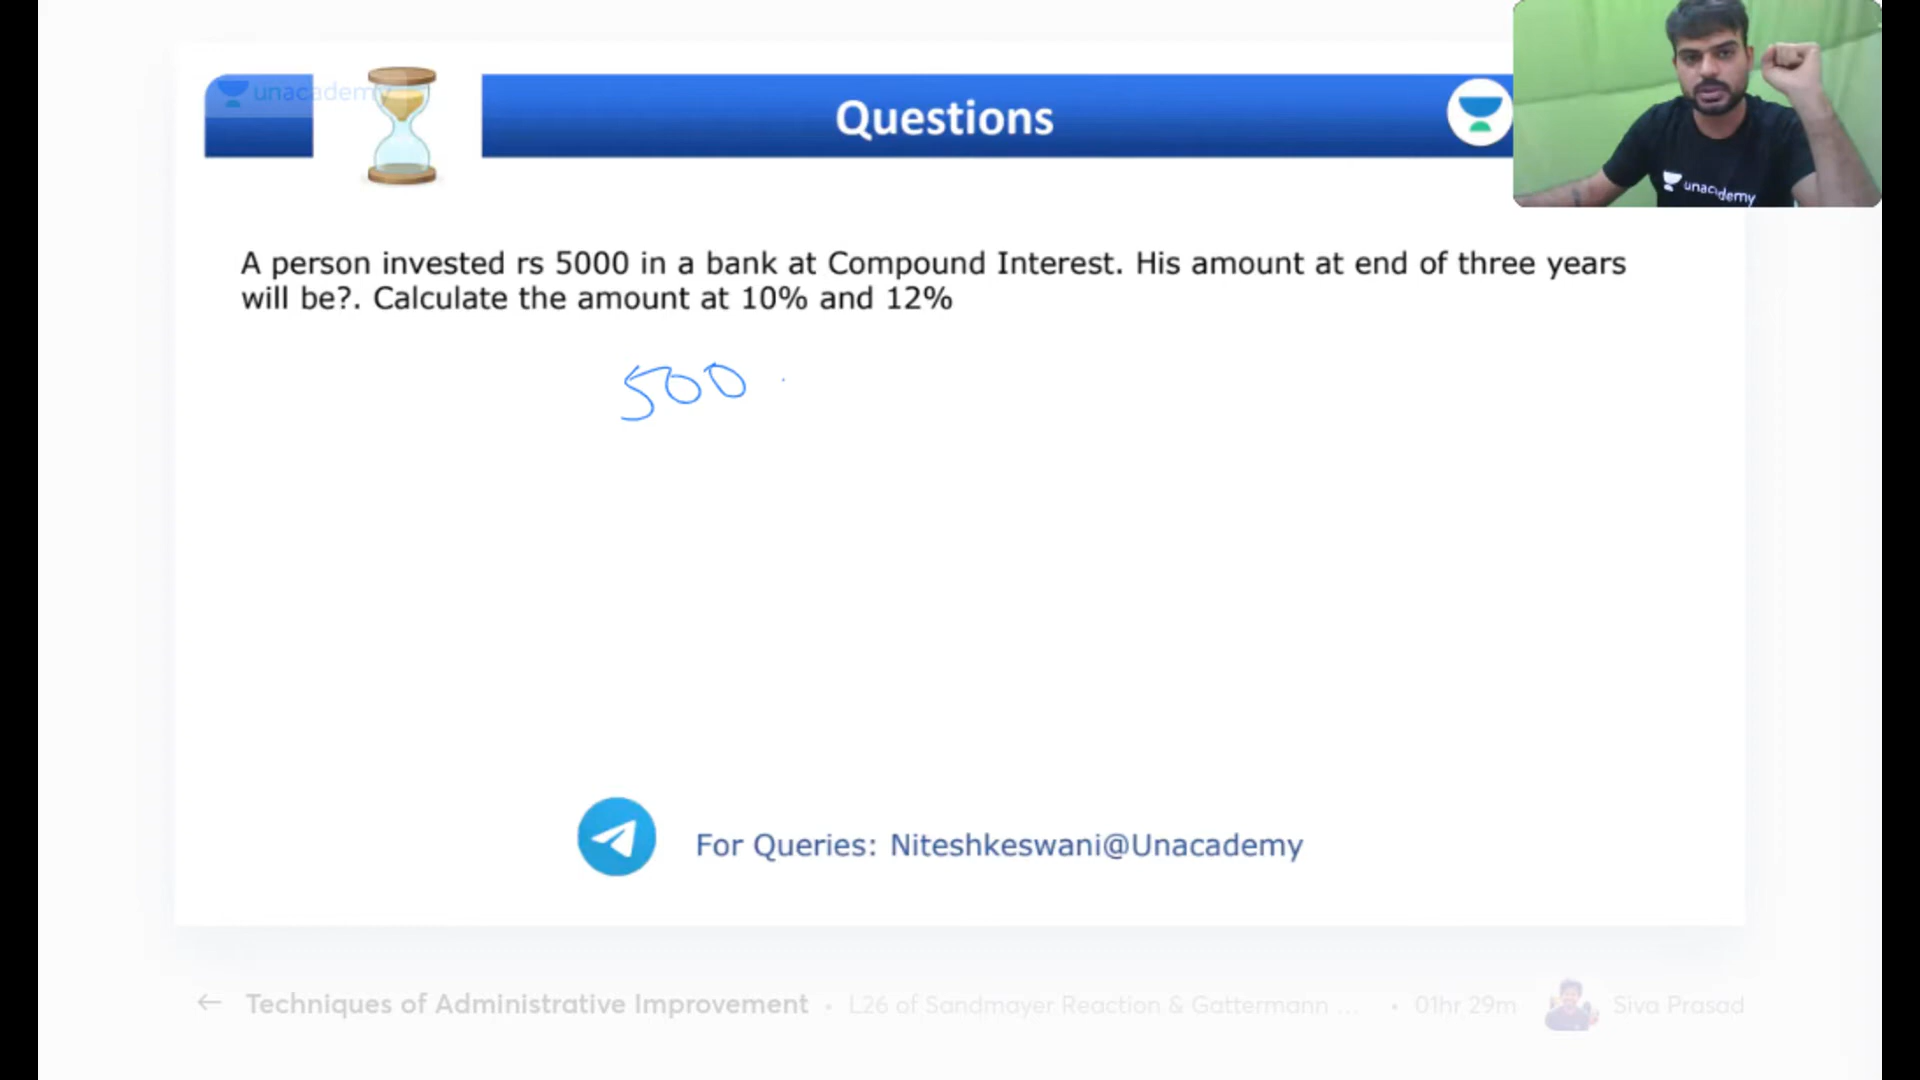 unacademy
Questions
unacademy
A person invested rs 5000 in a bank at Compound Interest. His amount at end of three years
will be?. Calculate the amount at 10% and 12%
500
For Queries: Niteshkeswani@Unacademy
← Techniques of Administrative Improvement • L26 of Sandmayer Reaction & Gattermann ... • 01hr 29m Siva Prasad